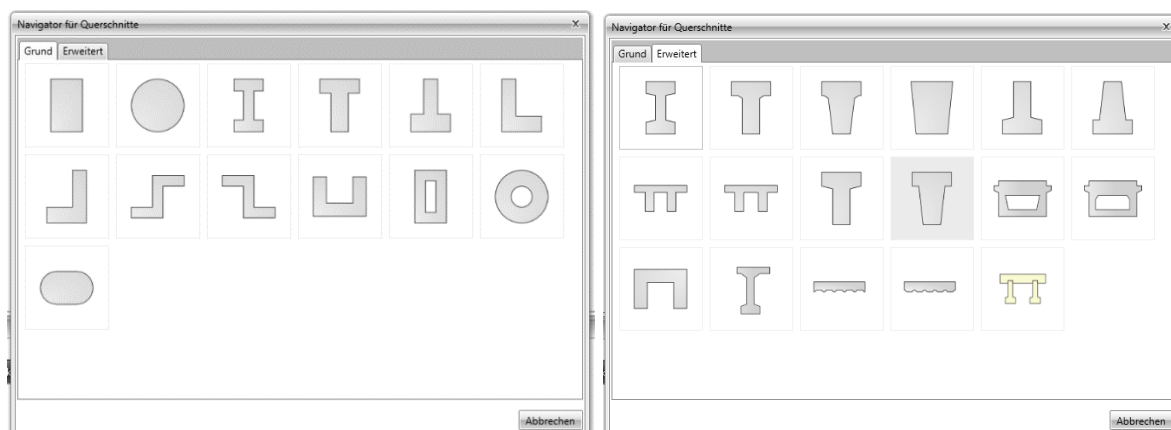 Navigator für Querschnitte x
Grund Erweitert
Abbrechen
Navigator für Querschnitte x
Grund Erweitert
Abbrechen